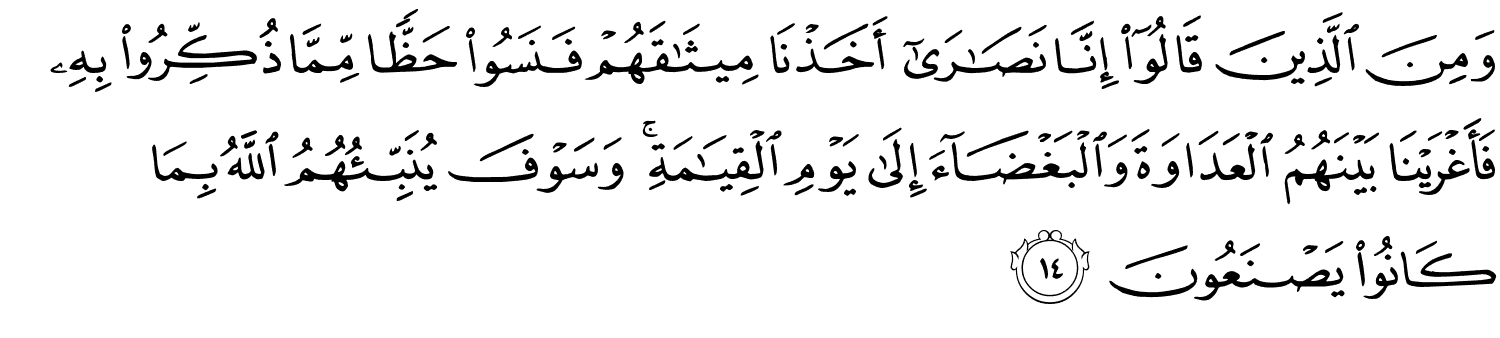 وَمِنَ ٱلَّذِينَ قَالُوٓا۟ إِنَّا نَصَـٰرَىٰٓ أَخَذْنَا مِيثَـٰقَهُمْ فَنَسُوا۟ حَظًّا مِّمَّا ذُكِّرُوا۟ بِهِۦ
فَأَغْرَيْنَا بَيْنَهُمُ ٱلْعَدَاوَةَ وَٱلْبَغْضَآءَ إِلَىٰ يَوْمِ ٱلْقِيَـٰمَةِ ۚ وَسَوْفَ يُنَبِّئُهُمُ ٱللَّهُ بِمَا
كَانُوا۟ يَصْنَعُونَ ١٤